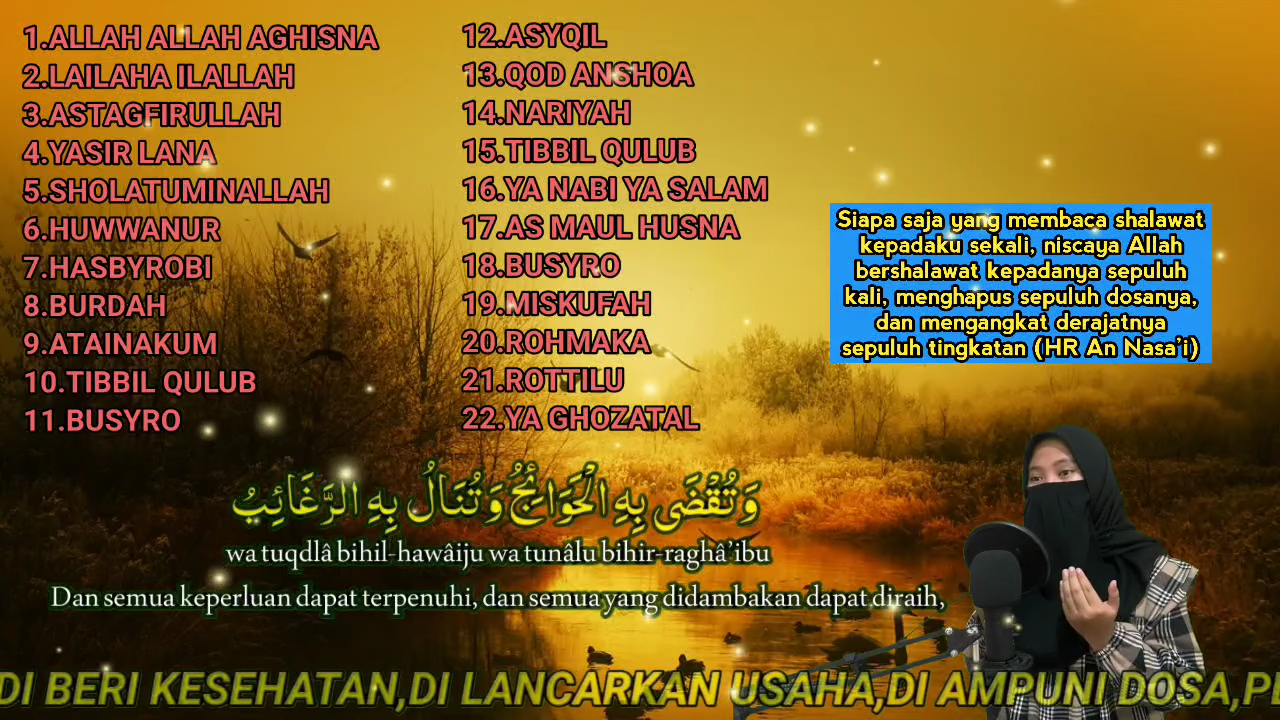 1.ALLAH ALLAH AGHISNA
2.LAILAHA ILALLAH
3.ASTAGFIRULLAH
4.YASIR LANA
5.SHOLATUMINALLAH
6.HUWWANUR
7.HASBYROBI
8.BURDAH
9.ATAINAKUM
10.TIBBIL QULUB
11.BUSYRO
12.ASYQIL
13.QOD ANSHOA
14.NARIYAH
15.TIBBIL QULUB
16.YA NABI YA SALAM
17.AS MAUL HUSNA
18.BUSYRO
19.MISKUFAH
20.ROHMAKA
21.ROTTILU
22.YA GHOZATAL
Siapa saja yang membaca shalawat
kepadaku sekali, niscaya Allah
bershalawat kepadanya sepuluh
kali, menghapus sepuluh dosanya,
dan mengangkat derajatnya
sepuluh tingkatan (HR An Nasa'i)
وَتُقْضَى بِهِ الْحَوَائِجُ وَتُنَالُ بِهِ الرَّغَائِبُ
wa tuqdlâ bihil-hawâiju wa tunâlu bihir-raghâ'ibu
Dan semua keperluan dapat terpenuhi, dan semua yang didambakan dapat diraih,
DI BERI KESEHATAN,DI LANCARKAN USAHA,DI AMPUNI DOSA,